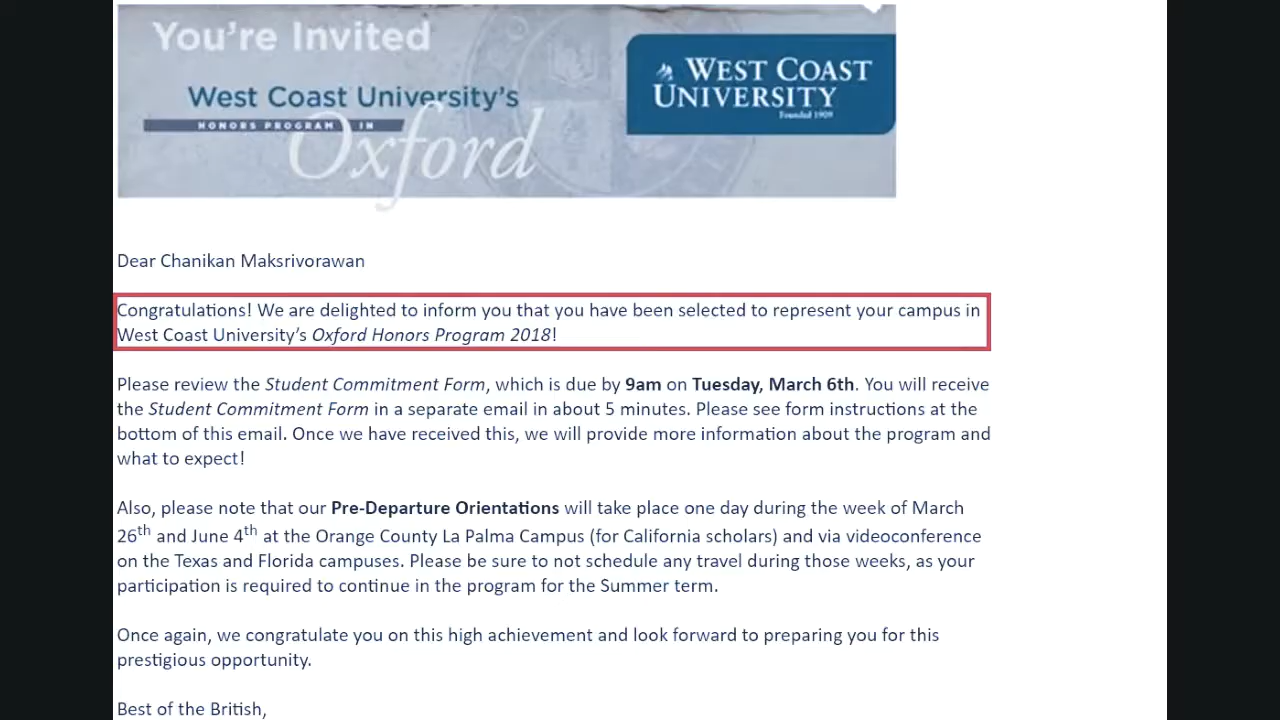 You're Invited
West Coast University's
HONORS PROGRAM IN
Oxford
WEST COAST
UNIVERSITY
Founded 1909
Dear Chanikan Maksrivorawan
Congratulations! We are delighted to inform you that you have been selected to represent your campus in
West Coast University's Oxford Honors Program 2018!
Please review the Student Commitment Form, which is due by 9am on Tuesday, March 6th. You will receive
the Student Commitment Form in a separate email in about 5 minutes. Please see form instructions at the
bottom of this email. Once we have received this, we will provide more information about the program and
what to expect!
Also, please note that our Pre-Departure Orientations will take place one day during the week of March
26th and June 4th at the Orange County La Palma Campus (for California scholars) and via videoconference
on the Texas and Florida campuses. Please be sure to not schedule any travel during those weeks, as your
participation is required to continue in the program for the Summer term.
Once again, we congratulate you on this high achievement and look forward to preparing you for this
prestigious opportunity.
Best of the British,